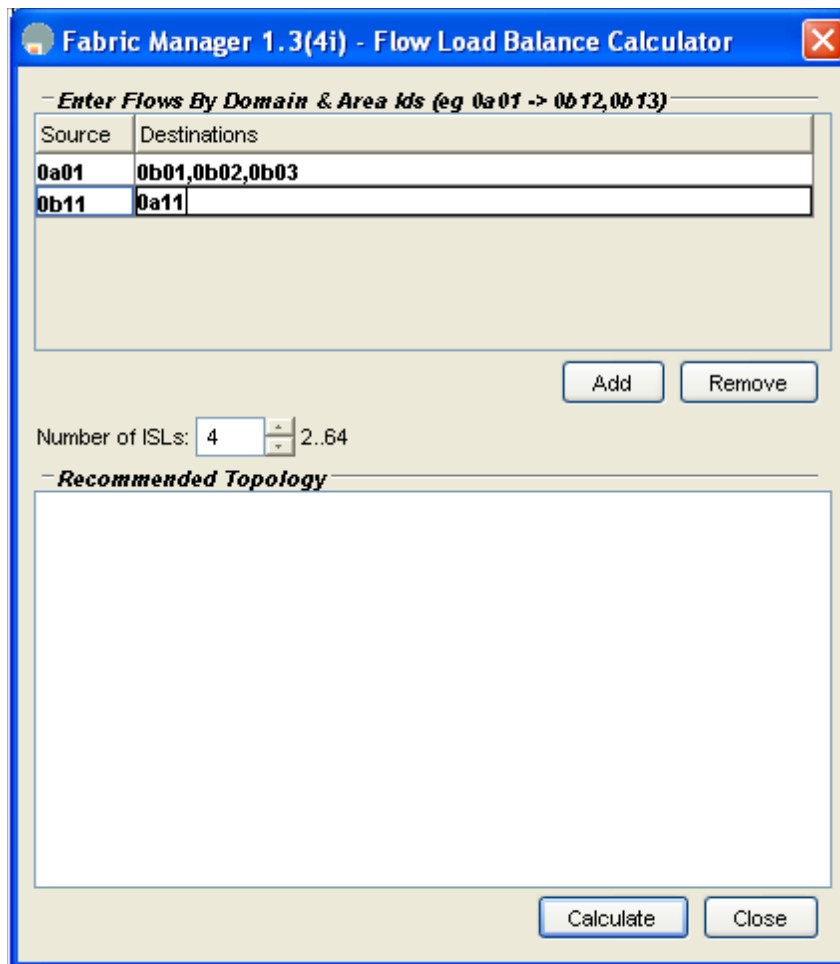 Fabric Manager 1.3(4i) - Flow Load Balance Calculator
Enter Flows By Domain & Area Ids (eg 0a01 -> 0b12,0b13)
Source Destinations
0a01 0b01,0b02,0b03
0b11 0a11
Add Remove
Number of ISLs: 4 2..64
Recommended Topology
Calculate Close